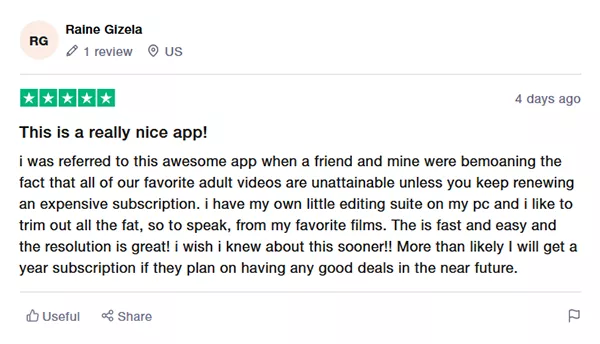 RG
Raine Gizela
1 review US
4 days ago
This is a really nice app!
i was referred to this awesome app when a friend and mine were bemoaning the
fact that all of our favorite adult videos are unattainable unless you keep renewing
an expensive subscription. i have my own little editing suite on my pc and i like to
trim out all the fat, so to speak, from my favorite films. The is fast and easy and
the resolution is great! i wish i knew about this sooner!! More than likely I will get a
year subscription if they plan on having any good deals in the near future.
Useful Share